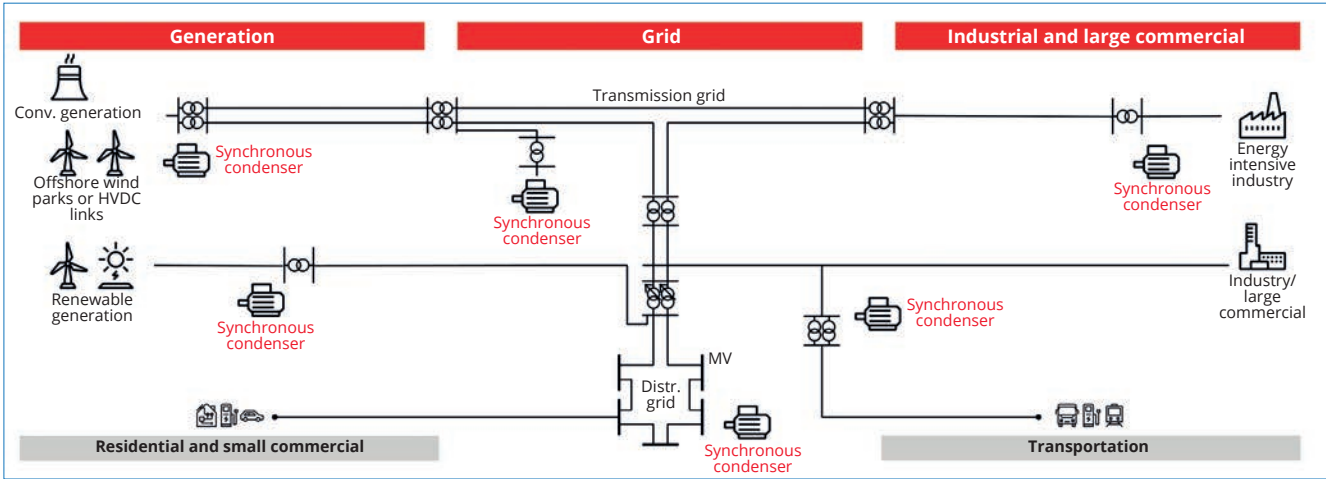 Generation
Grid
Industrial and large commercial
Conv. generation
Transmission grid
Offshore wind
parks or HVDC
links
Synchronous
condenser
Synchronous
condenser
Synchronous
condenser
Energy
intensive
industry
Renewable
generation
Synchronous
condenser
Synchronous
condenser
Industry/
large
commercial
MV
Distr.
grid
Synchronous
condenser
Residential and small commercial
Transportation